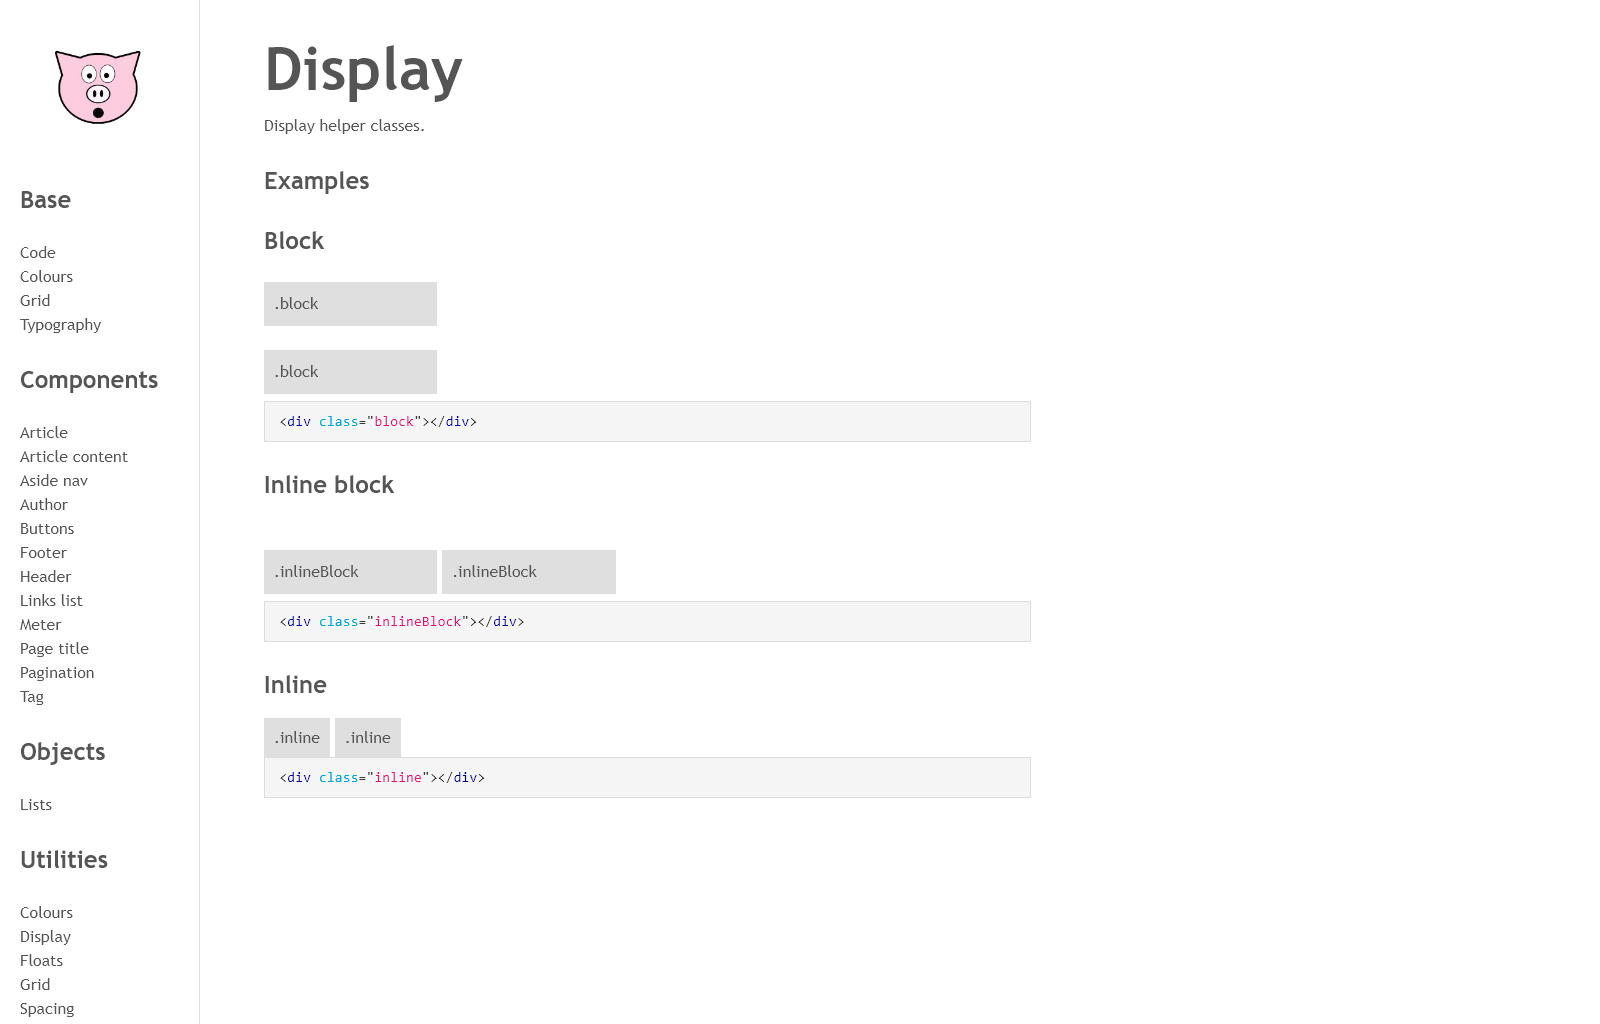 Base
Code
Colours
Grid
Typography
Components
Article
Article content
Aside nav
Author
Buttons
Footer
Header
Links list
Meter
Page title
Pagination
Tag
Objects
Lists
Utilities
Colours
Display
Floats
Grid
Spacing
Display
Display helper classes.
Examples
Block
.block
.block
<div class="block"></div>
Inline block
.inlineBlock .inlineBlock
<div class="inlineBlock"></div>
Inline
.inline .inline
<div class="inline"></div>